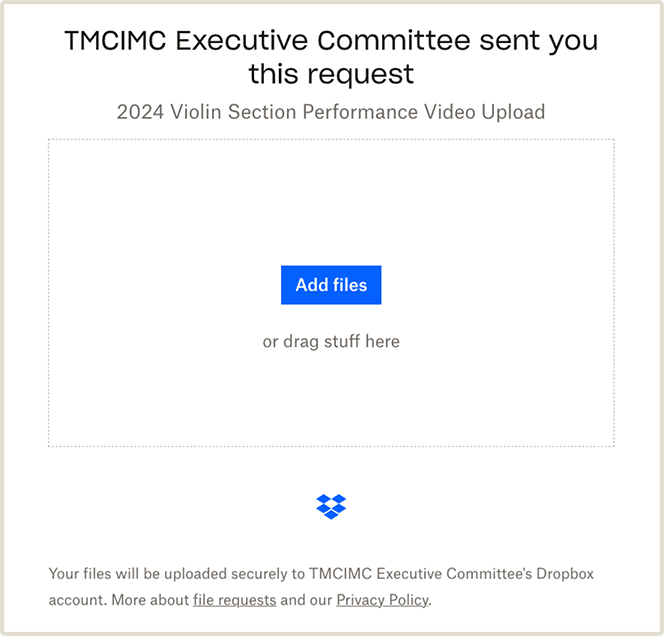 TMCIMC Executive Committee sent you
this request
2024 Violin Section Performance Video Upload
Add files
or drag stuff here
Your files will be uploaded securely to TMCIMC Executive Committee's Dropbox
account. More about file requests and our Privacy Policy.